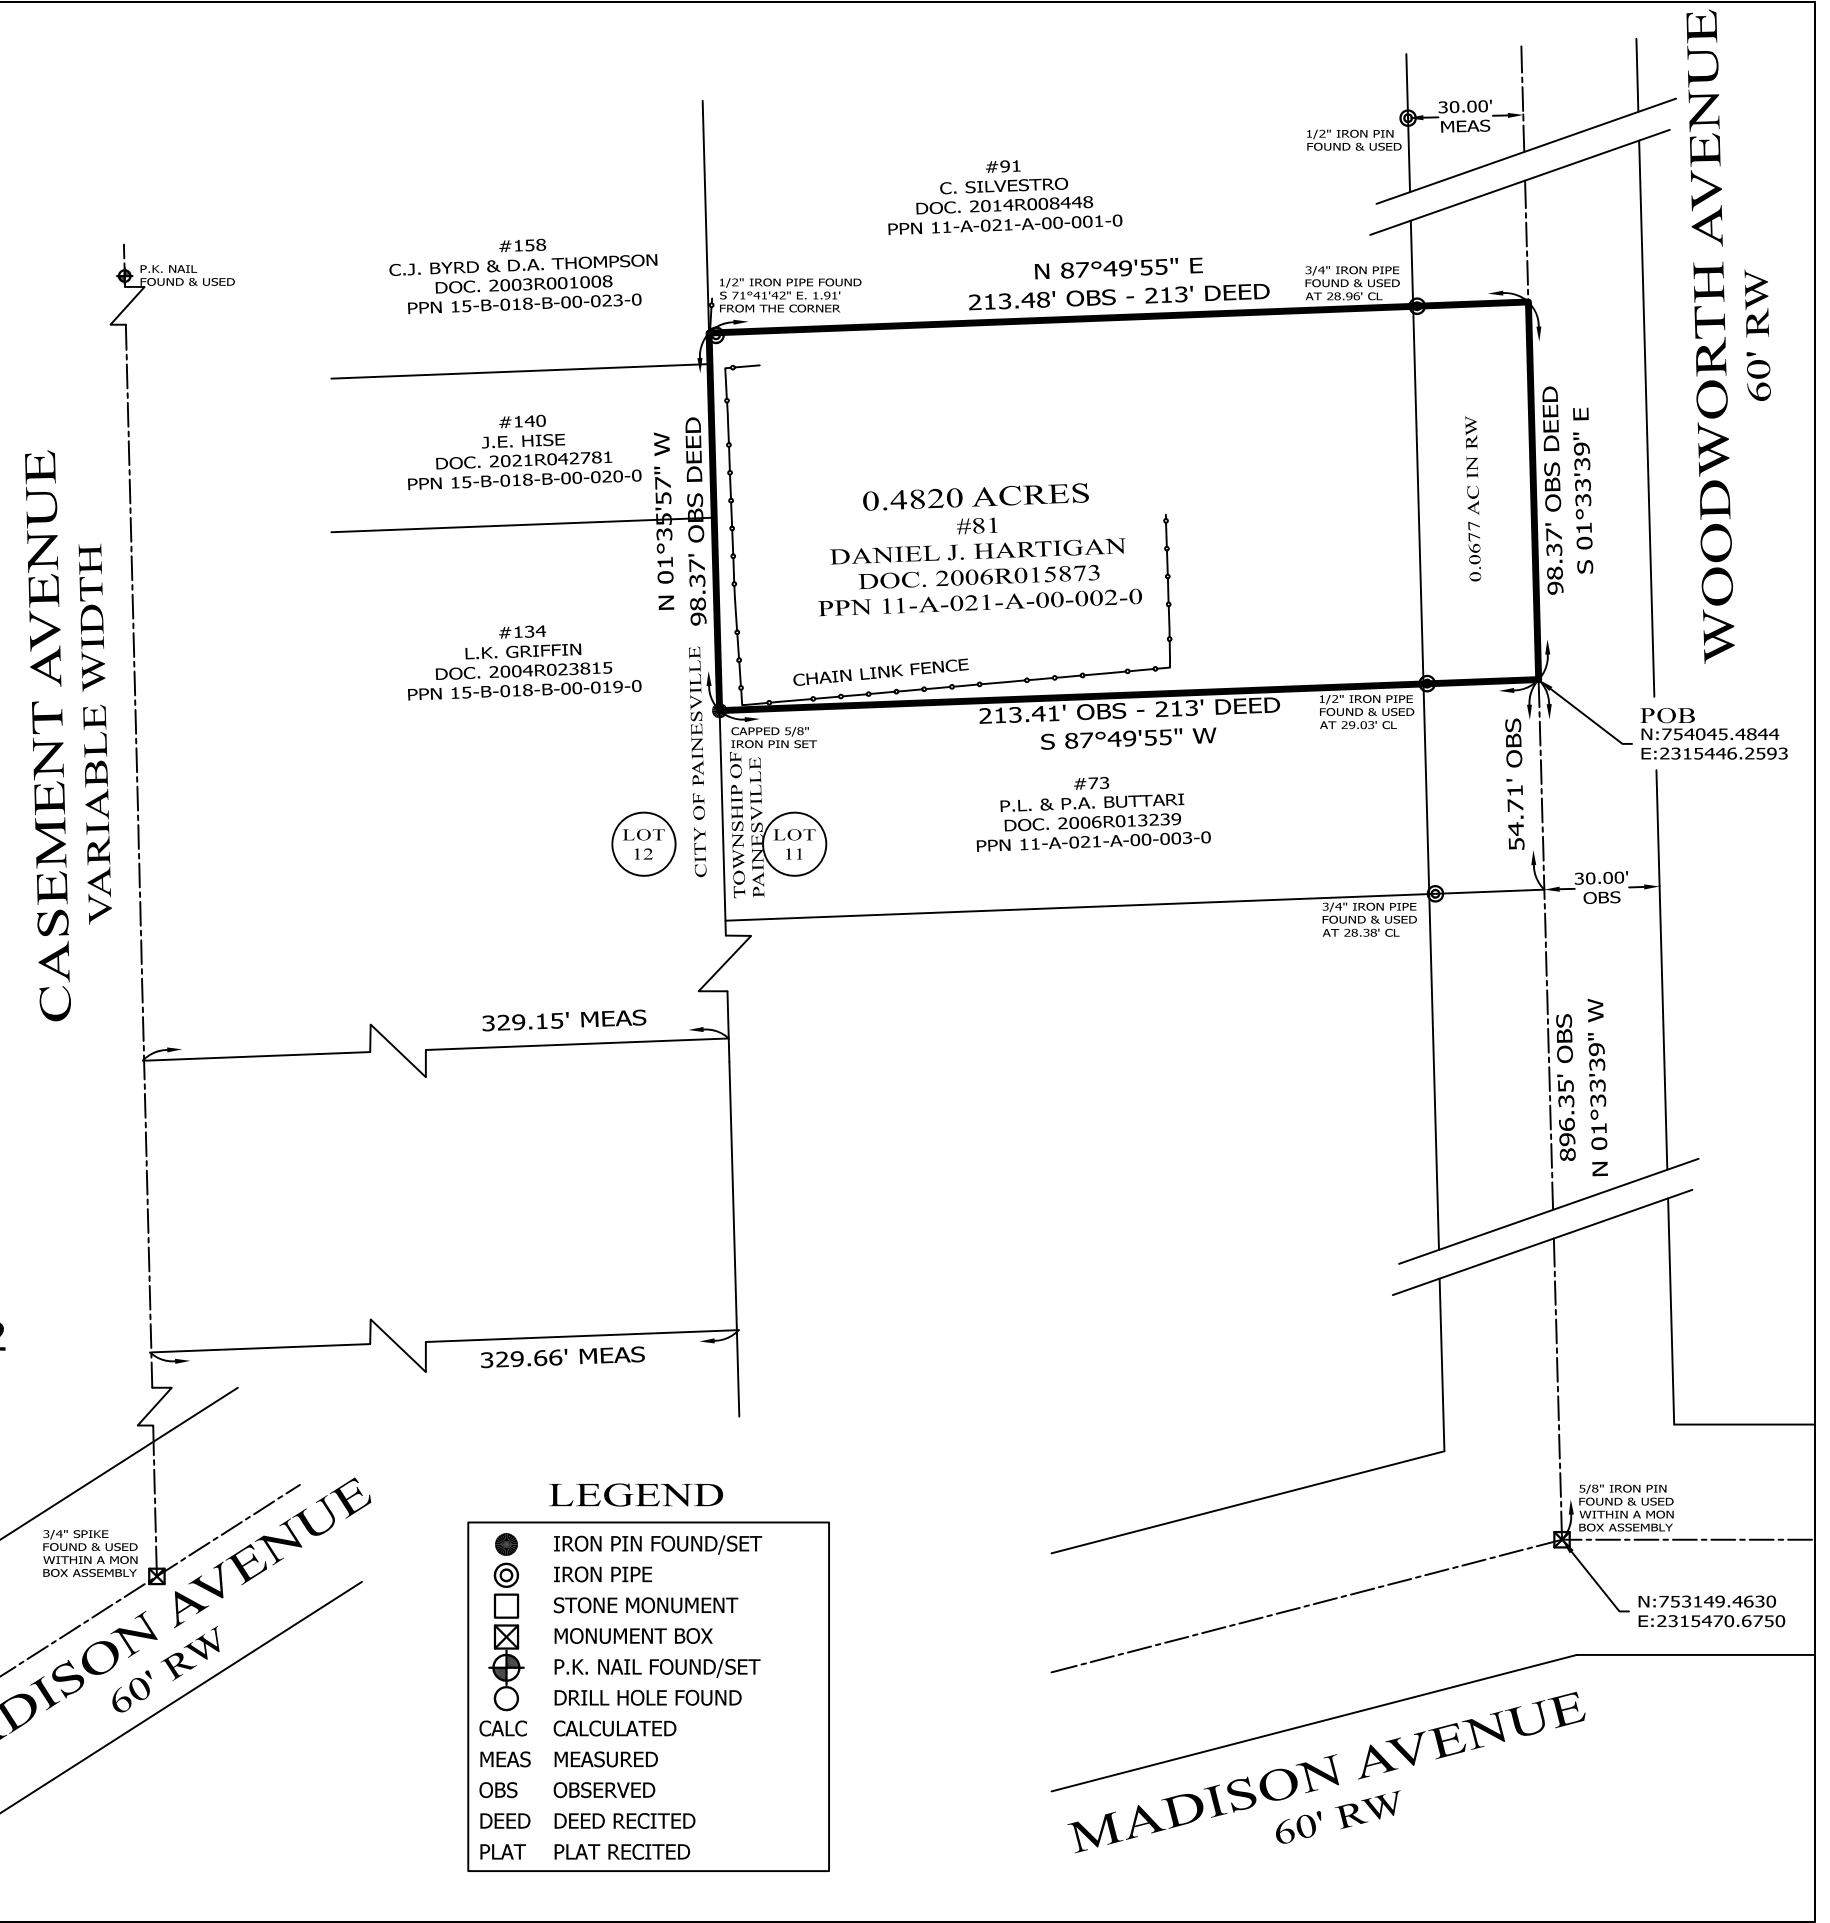 WOODWORTH AVENUE
60' RW
30.00'
MEAS
1/2" IRON PIN
FOUND & USED
#91
C. SILVESTRO
DOC. 2014R008448
PPN 11-A-021-A-00-001-0
#158
C.J. BYRD & D.A. THOMPSON
DOC. 2003R001008
PPN 15-B-018-B-00-023-0
P.K. NAIL
FOUND & USED
1/2" IRON PIPE FOUND
S 71°41'42" E. 1.91'
FROM THE CORNER
N 87°49'55" E
213.48' OBS - 213' DEED
3/4" IRON PIPE
FOUND & USED
AT 28.96' CL
#140
J.E. HISE
DOC. 2021R042781
PPN 15-B-018-B-00-020-0
N 01°35'57" W
98.37' OBS DEED
0.4820 ACRES
#81
DANIEL J. HARTIGAN
DOC. 2006R015873
PPN 11-A-021-A-00-002-0
0.0677 AC IN RW
98.37' OBS DEED
S 01°33'39" E
CASEMENT AVENUE
VARIABLE WIDTH
#134
L.K. GRIFFIN
DOC. 2004R023815
PPN 15-B-018-B-00-019-0
CHAIN LINK FENCE
213.41' OBS - 213' DEED
S 87°49'55" W
1/2" IRON PIPE
FOUND & USED
AT 29.03' CL
CAPPED 5/8"
IRON PIN SET
POB
N:754045.4844
E:2315446.2593
CITY OF PAINESVILLE
TOWNSHIP OF
PAINESVILLE
LOT
12
LOT
11
#73
P.L. & P.A. BUTTARI
DOC. 2006R013239
PPN 11-A-021-A-00-003-0
54.71' OBS
30.00'
OBS
3/4" IRON PIPE
FOUND & USED
AT 28.38' CL
329.15' MEAS
896.35' OBS
N 01°33'39" W
329.66' MEAS
3/4" SPIKE
FOUND & USED
WITHIN A MON
BOX ASSEMBLY
DISON AVENUE
60' RW
5/8" IRON PIN
FOUND & USED
WITHIN A MON
BOX ASSEMBLY
N:753149.4630
E:2315470.6750
MADISON AVENUE
60' RW
LEGEND
IRON PIN FOUND/SET
IRON PIPE
STONE MONUMENT
MONUMENT BOX
P.K. NAIL FOUND/SET
DRILL HOLE FOUND
CALC CALCULATED
MEAS MEASURED
OBS OBSERVED
DEED DEED RECITED
PLAT PLAT RECITED